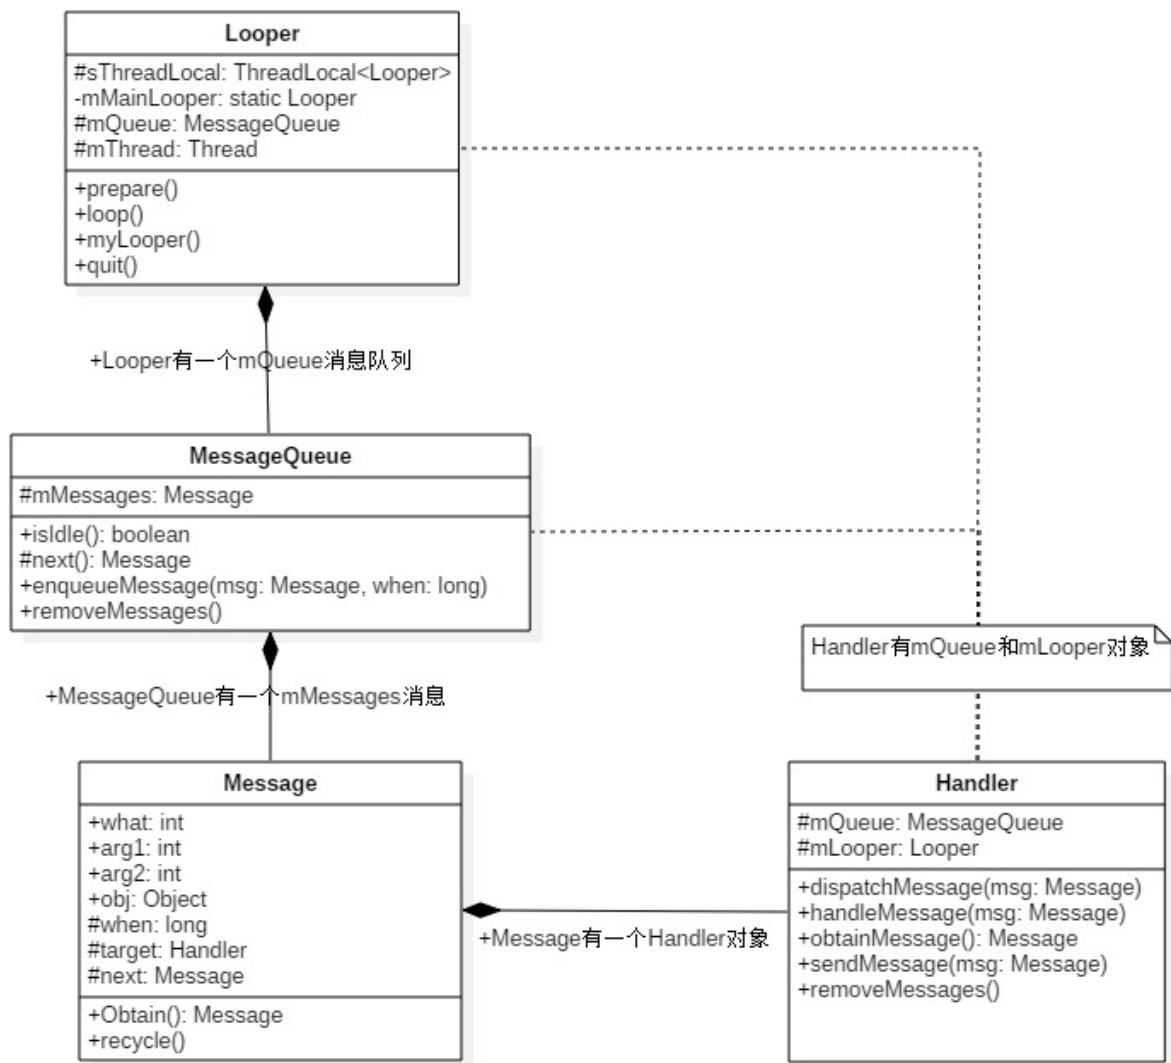 Looper
#sThreadLocal: ThreadLocal<Looper>
-mMainLooper: static Looper
#mQueue: MessageQueue
#mThread: Thread
+prepare()
+loop()
+myLooper()
+quit()
+Looper有一个mQueue消息队列
MessageQueue
#mMessages: Message
+isIdle(): boolean
#next(): Message
+enqueueMessage(msg: Message, when: long)
+removeMessages()
Handler有mQueue和mLooper对象
+MessageQueue有一个mMessages消息
Message
+what: int
+arg1: int
+arg2: int
+obj: Object
#when: long
#target: Handler
#next: Message
+Obtain(): Message
+recycle()
+Message有一个Handler对象
Handler
#mQueue: MessageQueue
#mLooper: Looper
+dispatchMessage(msg: Message)
+handleMessage(msg: Message)
+obtainMessage(): Message
+sendMessage(msg: Message)
+removeMessages()